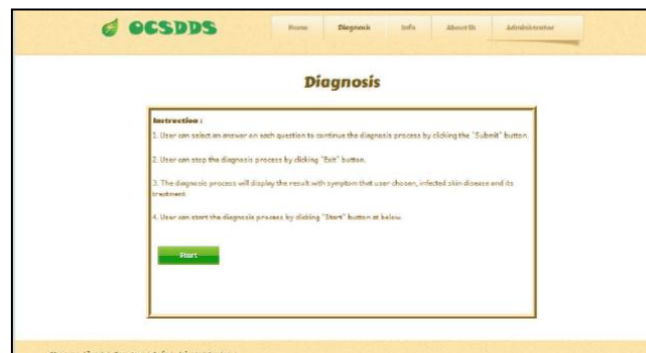 OCSDDS
Home Diagnosis Info About Us Administrator
Diagnosis
Instruction :
1. User can select an answer on each question to continue the diagnosis process by clicking the "Submit" button.
2. User can stop the diagnosis process by clicking "Exit" button.
3. The diagnosis process will display the result with symptom that user chosen, infected skin disease and its
treatment
4. User can start the diagnosis process by clicking "Start" button at below.
Start